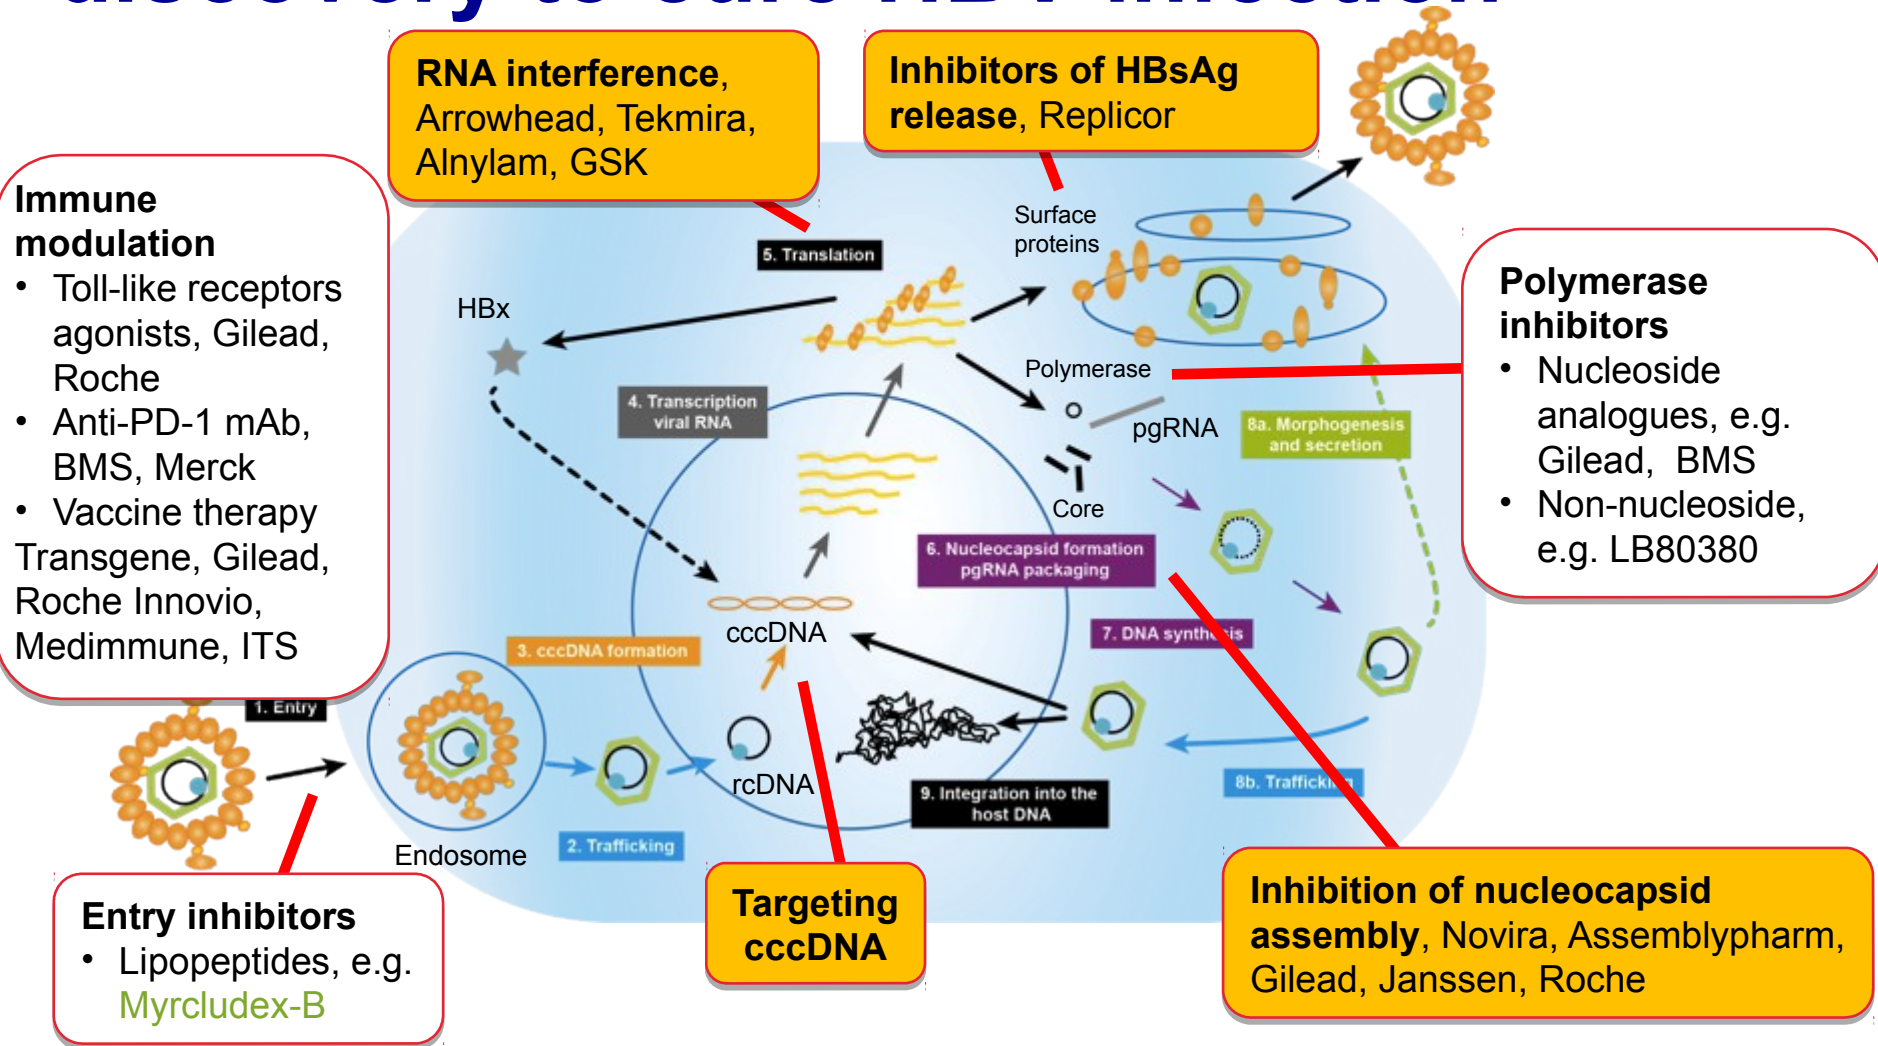 discovery to cure HBV infection
RNA interference,
Arrowhead, Tekmira,
Alnylam, GSK
Inhibitors of HBsAg
release, Replicor
Immune
modulation
• Toll-like receptors
agonists, Gilead,
Roche
• Anti-PD-1 mAb,
BMS, Merck
• Vaccine therapy
Transgene, Gilead,
Roche Innovio,
Medimmune, ITS
Surface
proteins
5. Translation
HBx
Polymerase
inhibitors
• Nucleoside
analogues, e.g.
Gilead, BMS
• Non-nucleoside,
e.g. LB80380
Polymerase
4. Transcription
viral RNA
pgRNA
8a. Morphogenesis
and secretion
Core
6. Nucleocapsid formation
pgRNA packaging
cccDNA
7. DNA synthesis
3. cccDNA formation
1. Entry
rcDNA
9. Integration into the
host DNA
8b. Trafficking
2. Trafficking
Endosome
Entry inhibitors
• Lipopeptides, e.g.
Myrcludex-B
Targeting
cccDNA
Inhibition of nucleocapsid
assembly, Novira, Assemblypharm,
Gilead, Janssen, Roche